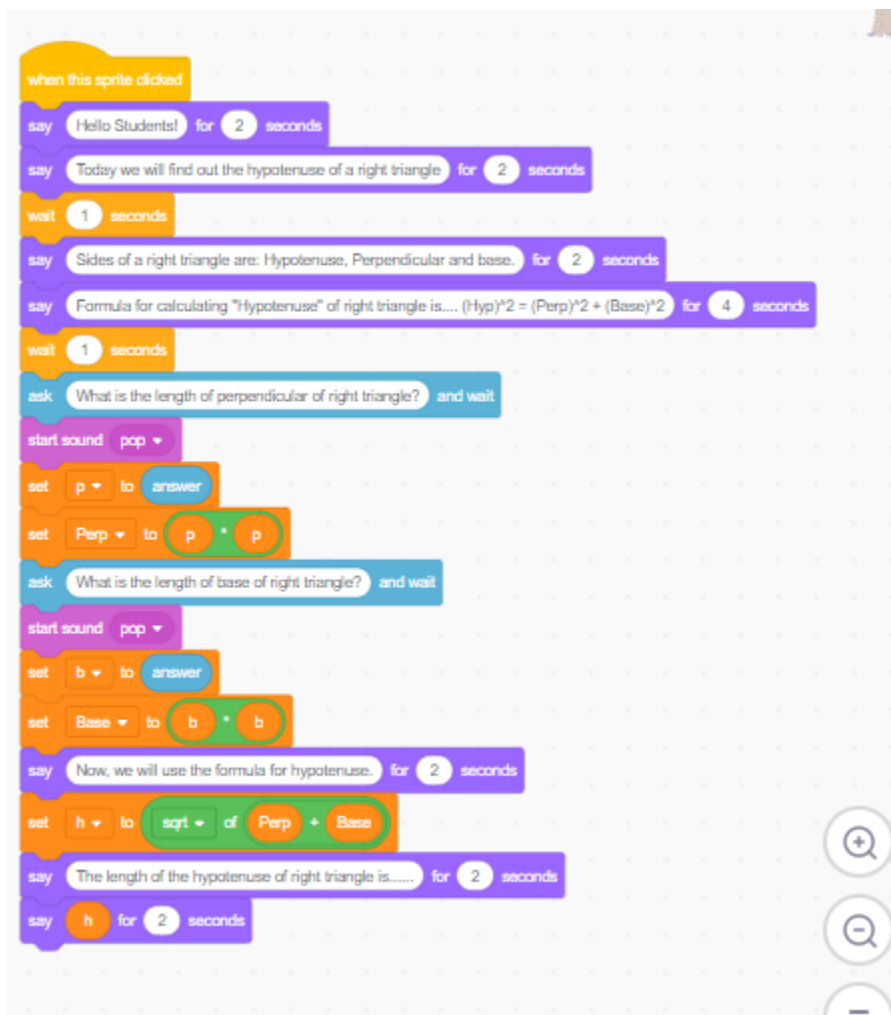 when this sprite clicked
say Hello Students! for 2 seconds
say Today we will find out the hypotenuse of a right triangle for 2 seconds
wait 1 seconds
say Sides of a right triangle are: Hypotenuse, Perpendicular and base. for 2 seconds
say Formula for calculating "Hypotenuse" of right triangle is.... (Hyp)^2 = (Perp)^2 + (Base)^2 for 4 seconds
wait 1 seconds
ask What is the length of perpendicular of right triangle? and wait
start sound pop
set p to answer
set Perp to p * p
ask What is the length of base of right triangle? and wait
start sound pop
set b to answer
set Base to b * b
say Now, we will use the formula for hypotenuse. for 2 seconds
set h to sqrt of Perp + Base
say The length of the hypotenuse of right triangle is...... for 2 seconds
say h for 2 seconds